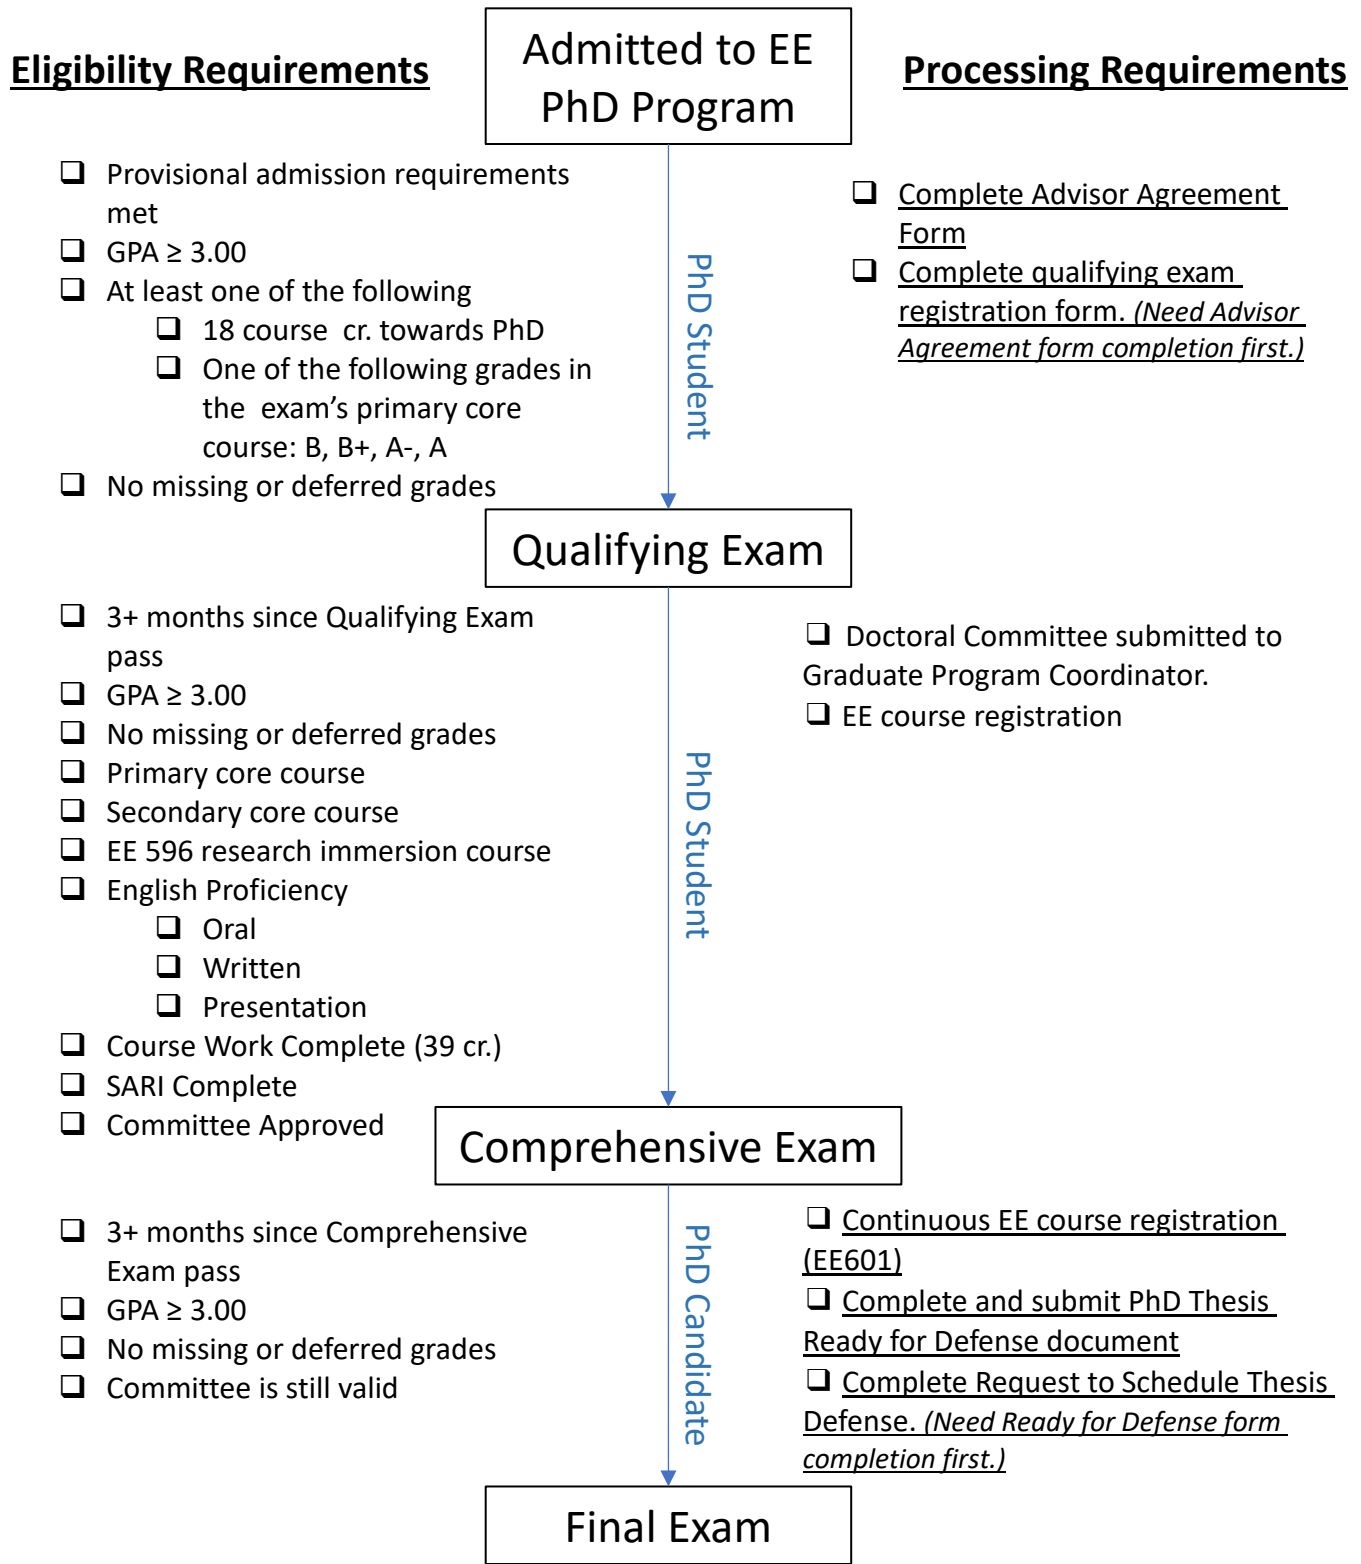 Eligibility Requirements
Admitted to EE
PhD Program
Processing Requirements
❑ Provisional admission requirements
met
❑ GPA ≥ 3.00
❑ At least one of the following
❑ 18 course cr. towards PhD
❑ One of the following grades in
the exam’s primary core
course: B, B+, A-, A
❑ No missing or deferred grades
PhD Student
❑ Complete Advisor Agreement
Form
❑ Complete qualifying exam
registration form. (Need Advisor
Agreement form completion first.)
Qualifying Exam
❑ 3+ months since Qualifying Exam
pass
❑ GPA ≥ 3.00
❑ No missing or deferred grades
❑ Primary core course
❑ Secondary core course
❑ EE 596 research immersion course
❑ English Proficiency
❑ Oral
❑ Written
❑ Presentation
❑ Course Work Complete (39 cr.)
❑ SARI Complete
❑ Committee Approved
PhD Student
❑ Doctoral Committee submitted to
Graduate Program Coordinator.
❑ EE course registration
Comprehensive Exam
❑ 3+ months since Comprehensive
Exam pass
❑ GPA ≥ 3.00
❑ No missing or deferred grades
❑ Committee is still valid
PhD Candidate
❑ Continuous EE course registration
(EE601)
❑ Complete and submit PhD Thesis
Ready for Defense document
❑ Complete Request to Schedule Thesis
Defense. (Need Ready for Defense form
completion first.)
Final Exam